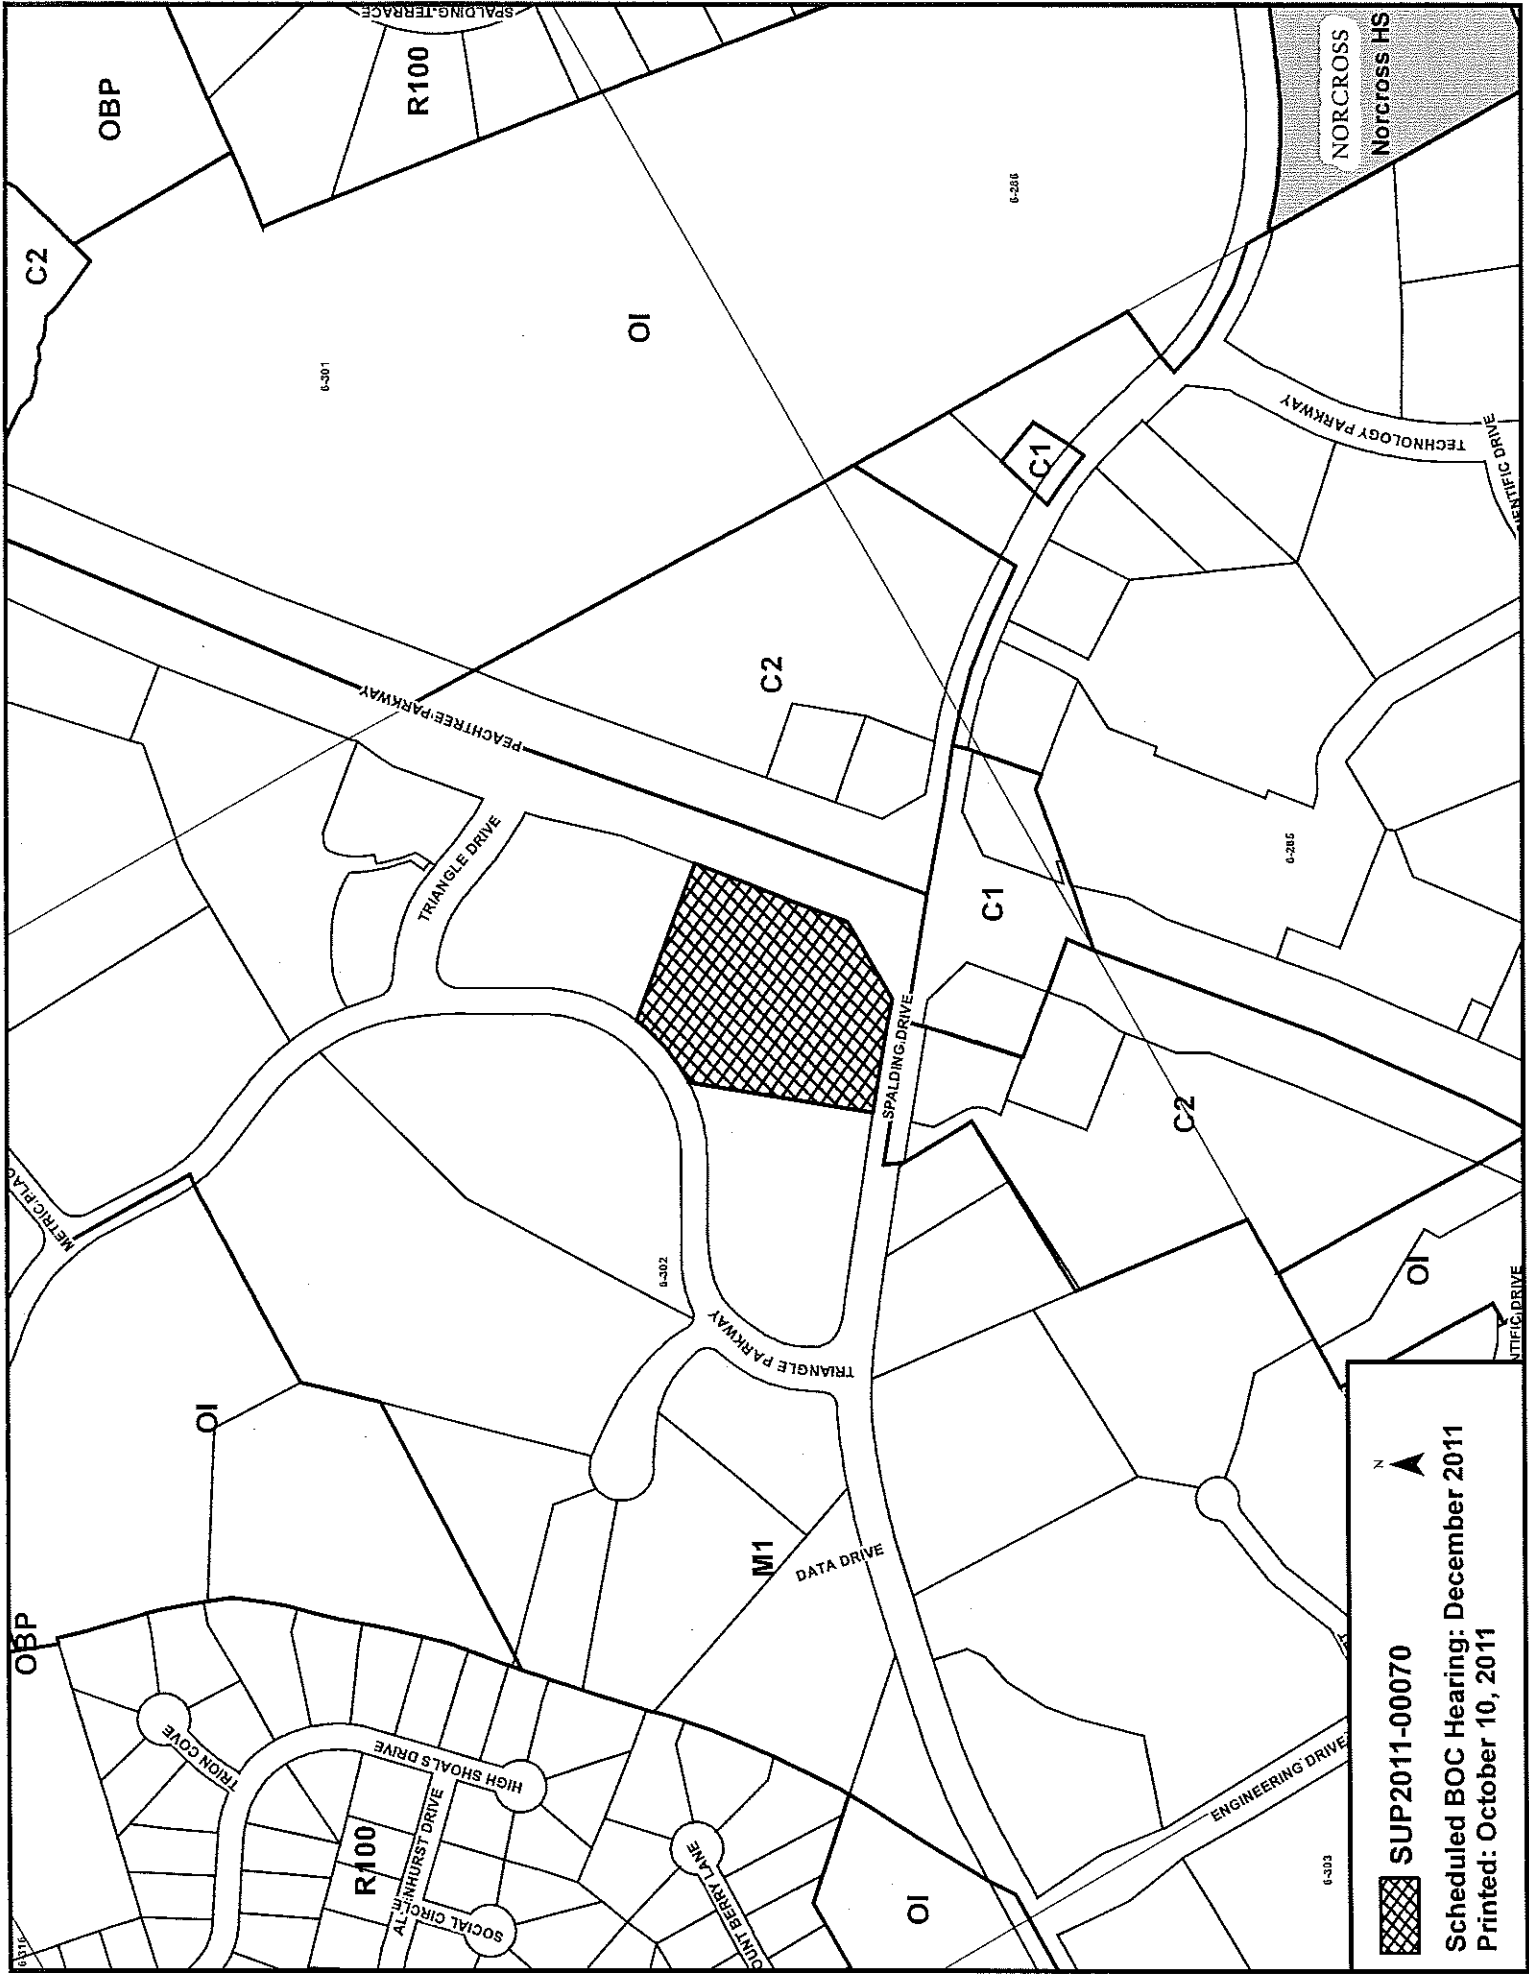 OBP
C2
R100
SPALDING TERRACE
6-301
OI
6-286
NORCROSS
Norcross HS
PEACHTREE PARKWAY
C2
C1
TECHNOLOGY PARKWAY
TRIANGLE DRIVE
C1
6-285
SPALDING DRIVE
C2
OI
6-302
TRIANGLE PARKWAY
OI
M1
DATA DRIVE
OBP
TRION COVE
HIGH SHOALS DRIVE
R100
SOCIAL CIRCL
OI
ENGINEERING DRIVE
6-303
6-316
N
SUP2011-00070
Scheduled BOC Hearing: December 2011
Printed: October 10, 2011